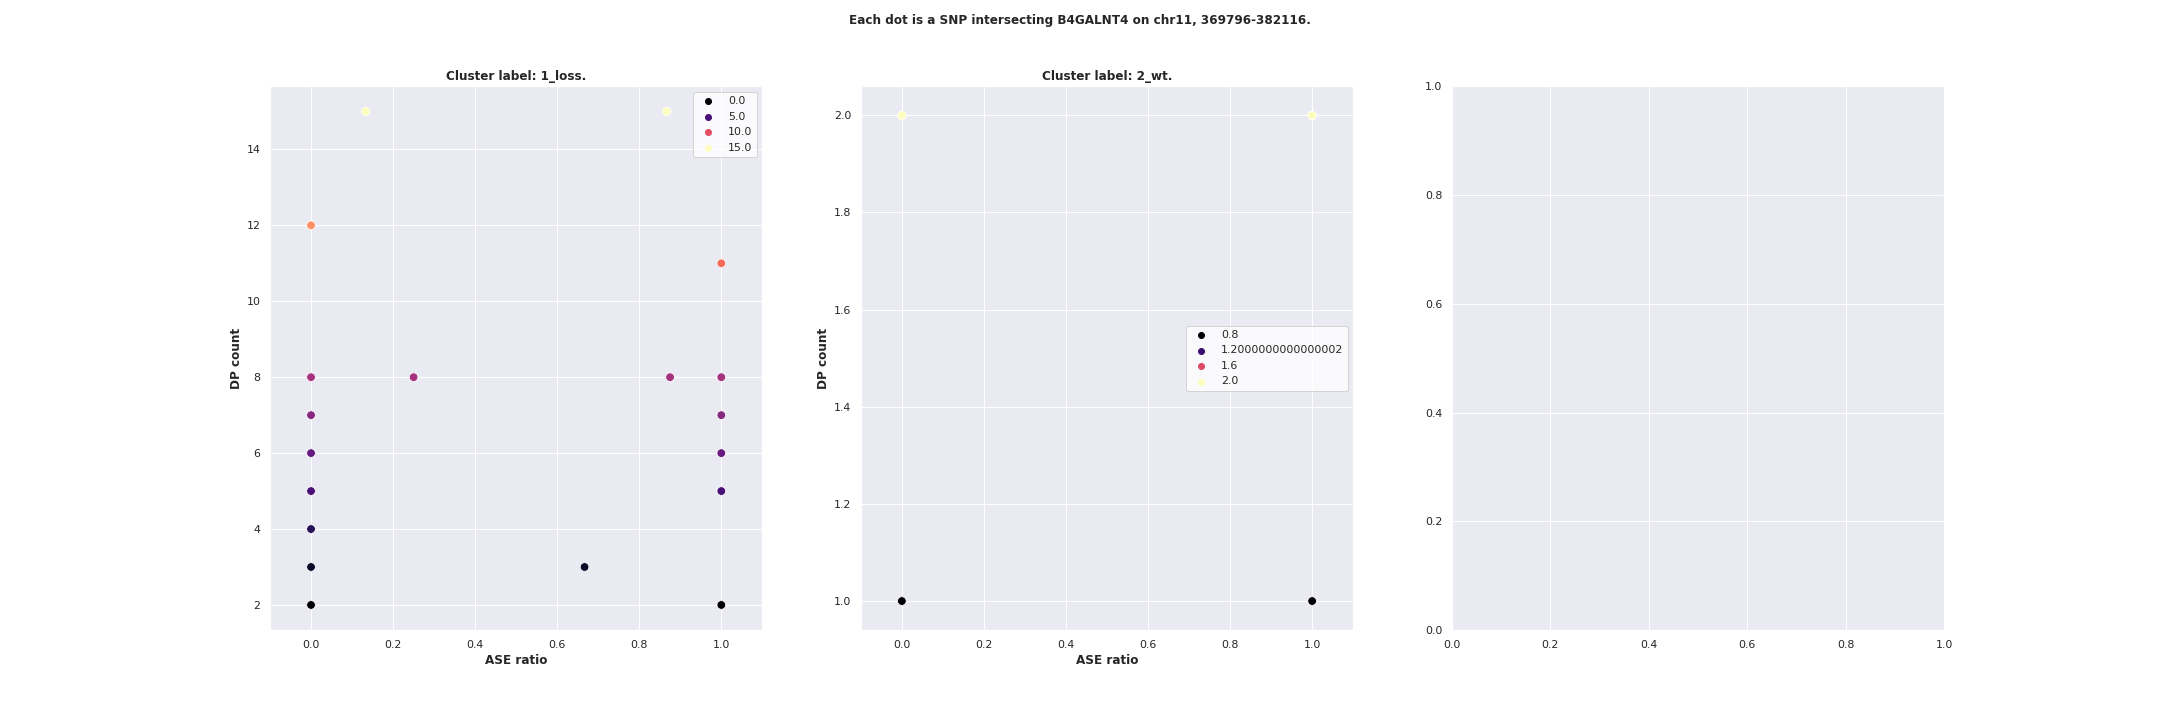 Each dot is a SNP intersecting B4GALNT4 on chr11, 369796-382116.
Cluster label: 1_loss.
0.0
5.0
10.0
15.0
14
12
10
8
6
4
2
DP count
0.0 0.2 0.4 0.6 0.8 1.0
ASE ratio
Cluster label: 2_wt.
2.0
1.8
1.6
1.4
1.2
1.0
DP count
0.8
1.2000000000000002
1.6
2.0
0.0 0.2 0.4 0.6 0.8 1.0
ASE ratio
1.0
0.8
0.6
0.4
0.2
0.0
0.0 0.2 0.4 0.6 0.8 1.0